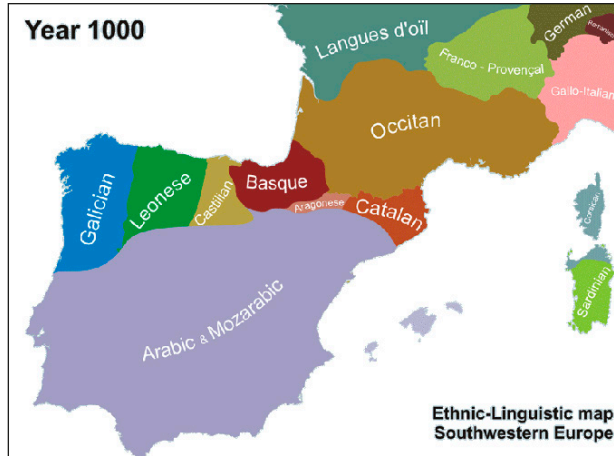 Year 1000
Langues d'oïl
German
Franco - Provençal
Gallo-Italian
Occitan
Galician
Leonese
Castilian
Basque
Aragonese
Catalan
Corsican
Sardinian
Arabic & Mozarabic
Ethnic-Linguistic map
Southwestern Europe